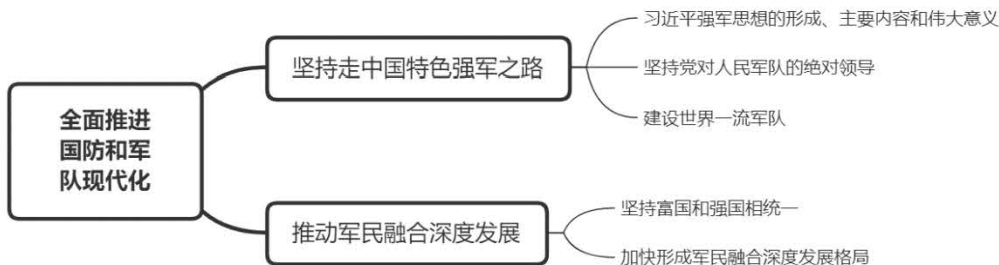 全面推进
国防和军
队现代化
坚持走中国特色强军之路
习近平强军思想的形成、主要内容和伟大意义
坚持党对人民军队的绝对领导
建设世界一流军队
推动军民融合深度发展
坚持富国和强国相统一
加快形成军民融合深度发展格局